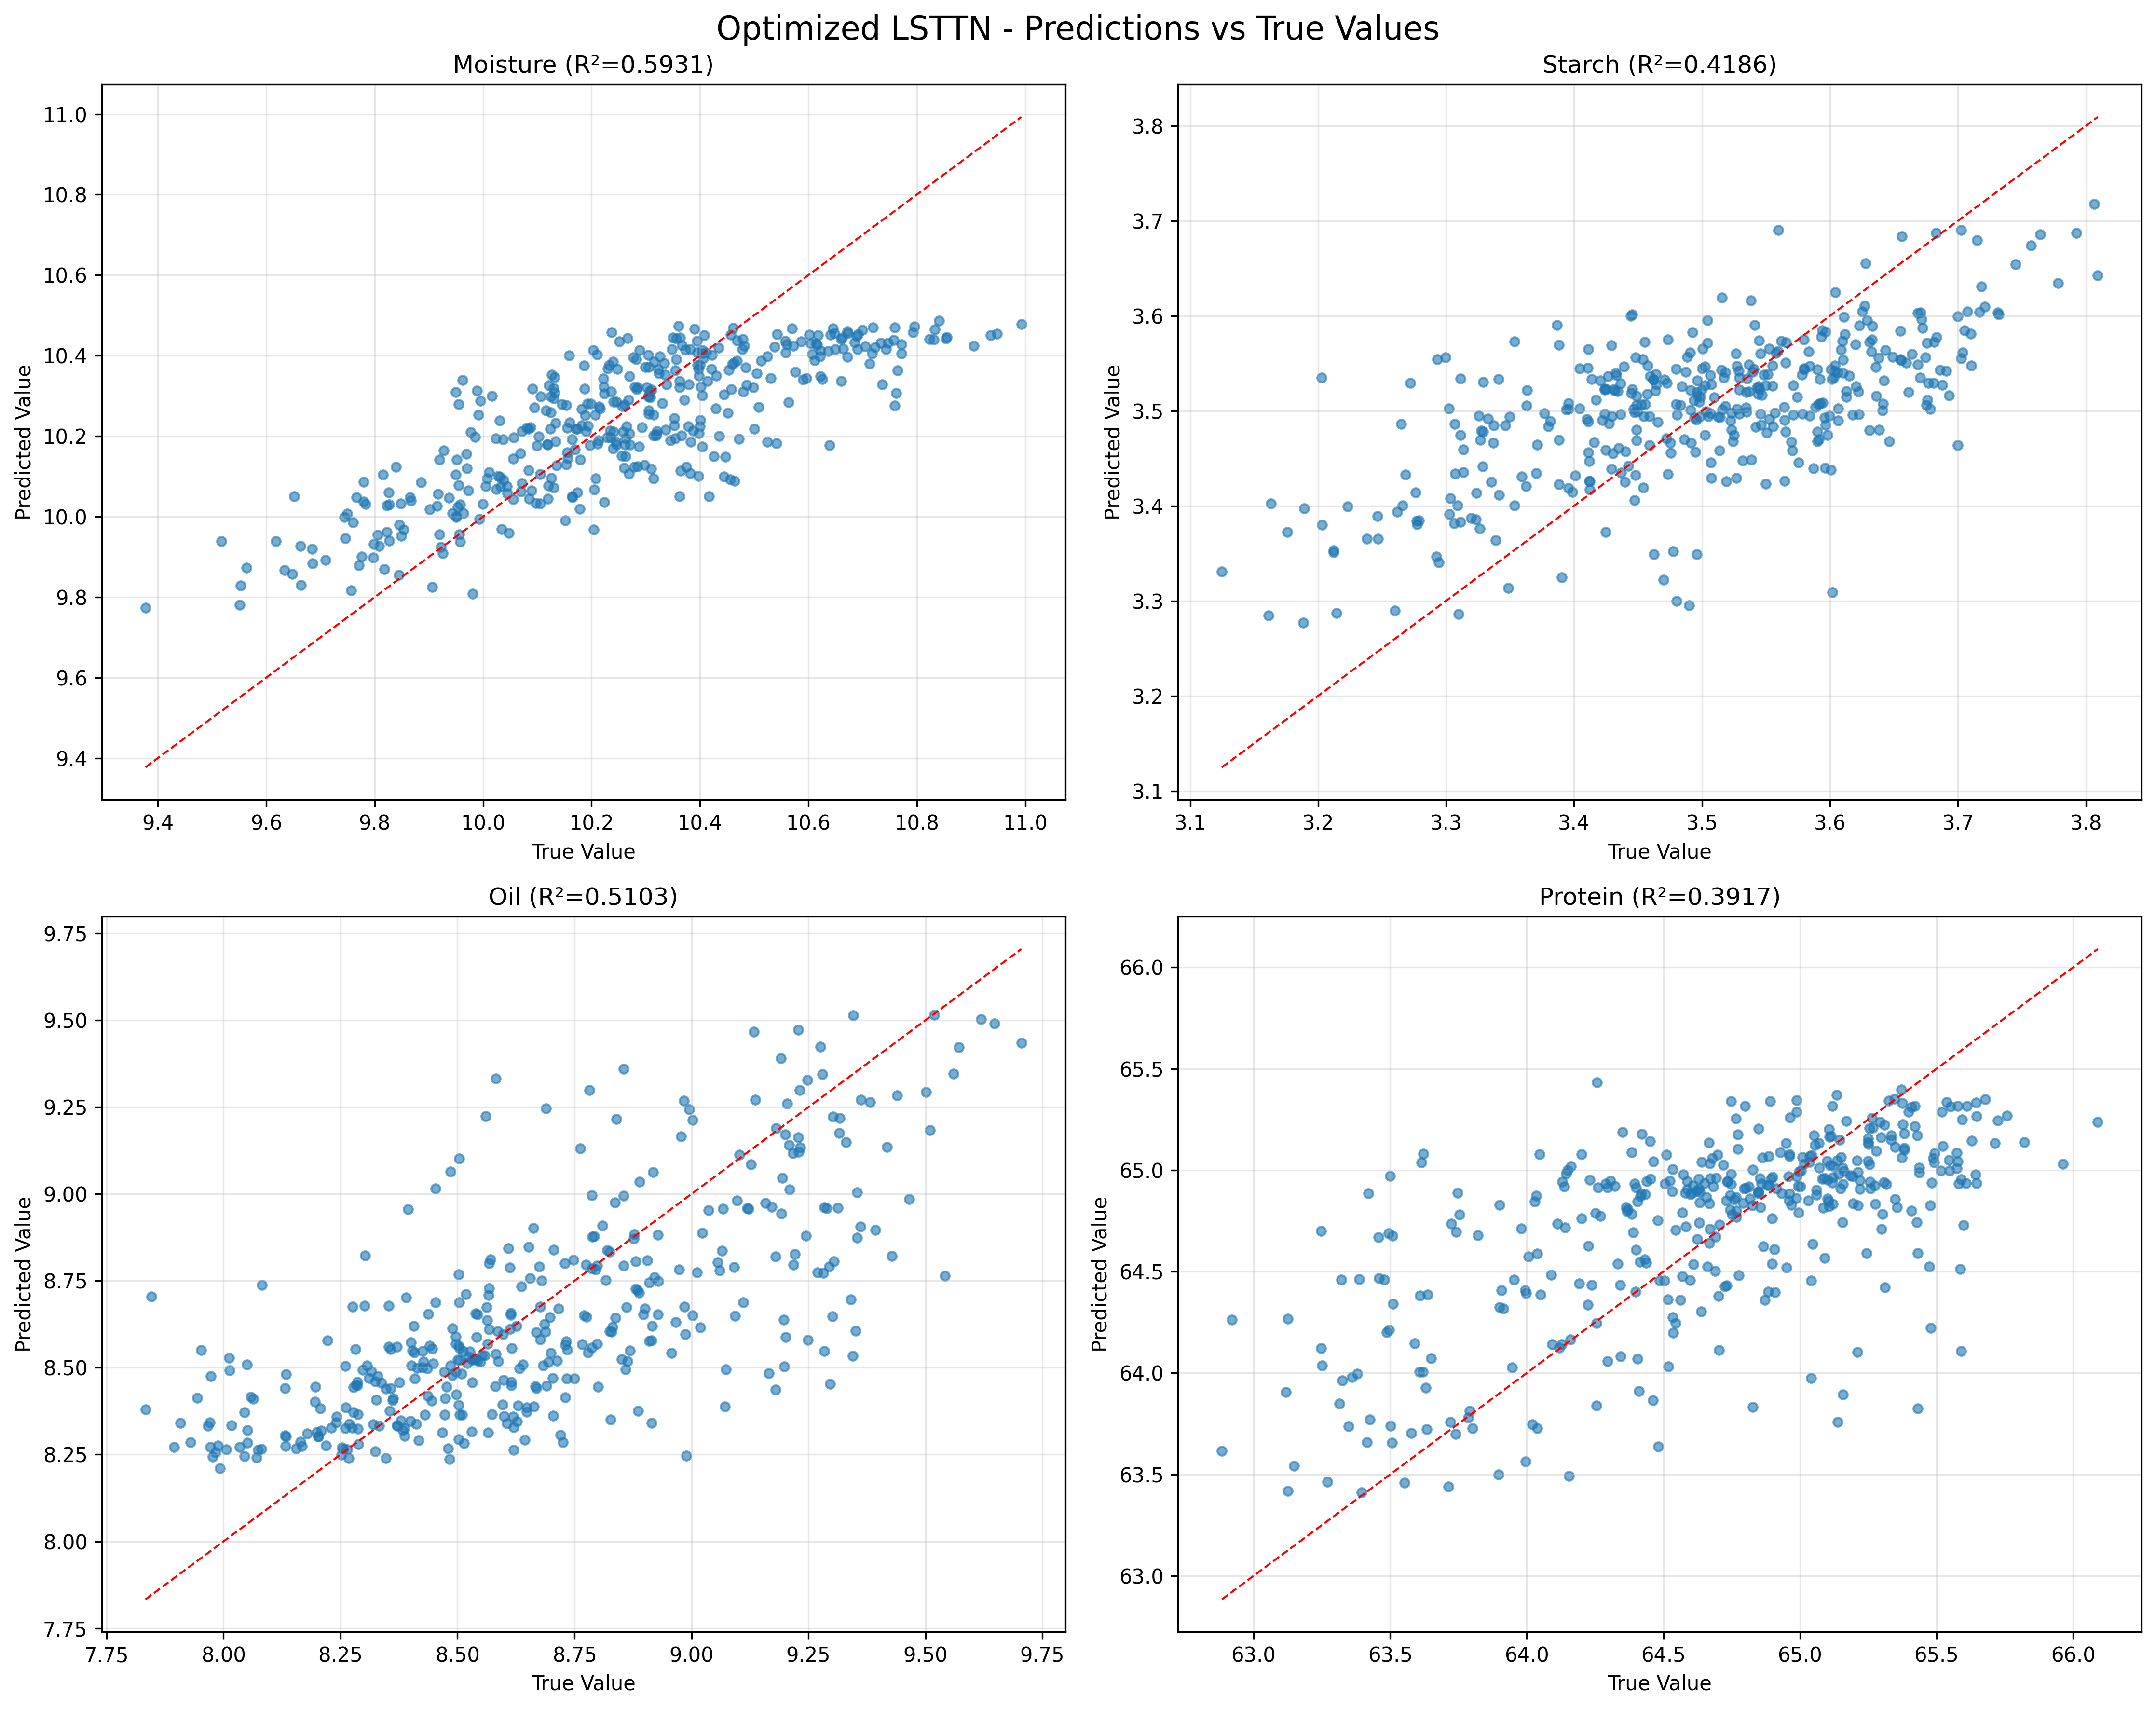 Optimized LSTTN - Predictions vs True Values
Moisture (R²=0.5931)
Predicted Value
11.0
10.8
10.6
10.4
10.2
10.0
9.8
9.6
9.4
9.4 9.6 9.8 10.0 10.2 10.4 10.6 10.8 11.0
True Value
Starch (R²=0.4186)
Predicted Value
3.8
3.7
3.6
3.5
3.4
3.3
3.2
3.1
3.1 3.2 3.3 3.4 3.5 3.6 3.7 3.8
True Value
Oil (R²=0.5103)
Predicted Value
9.75
9.50
9.25
9.00
8.75
8.50
8.25
8.00
7.75
7.75 8.00 8.25 8.50 8.75 9.00 9.25 9.50 9.75
True Value
Protein (R²=0.3917)
Predicted Value
66.0
65.5
65.0
64.5
64.0
63.5
63.0
63.0 63.5 64.0 64.5 65.0 65.5 66.0
True Value